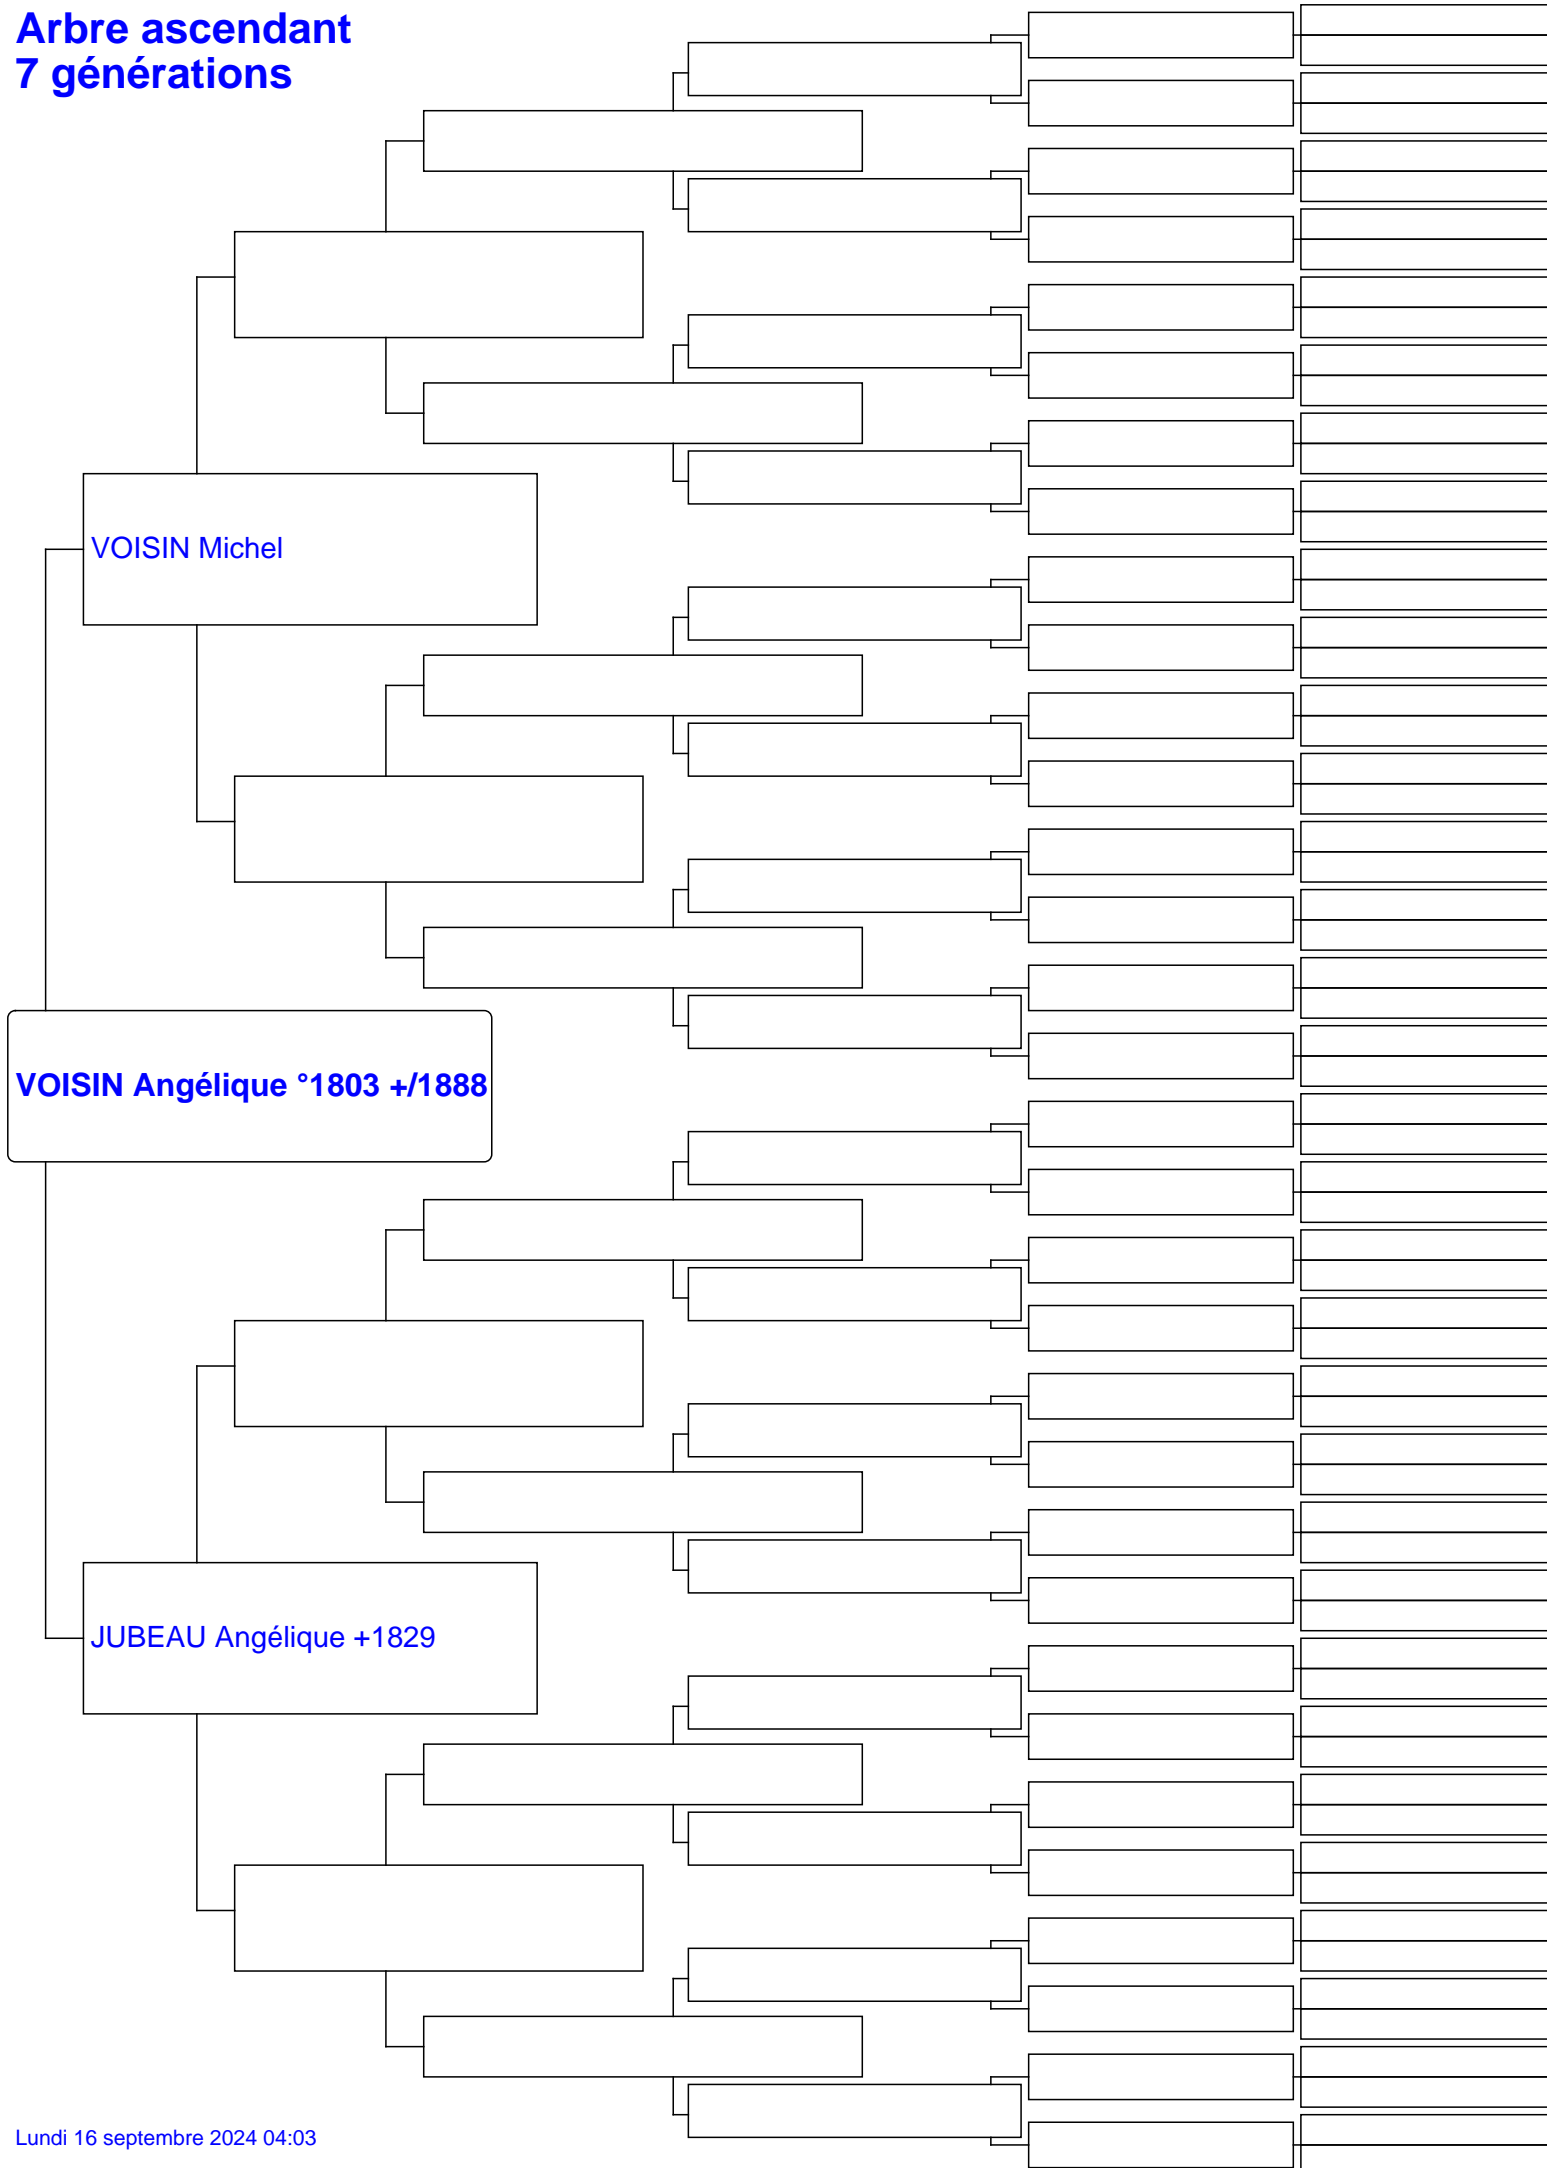 Arbre ascendant
7 générations
VOISIN Michel
VOISIN Angélique °1803 +/1888
JUBEAU Angélique +1829
Lundi 16 septembre 2024 04:03